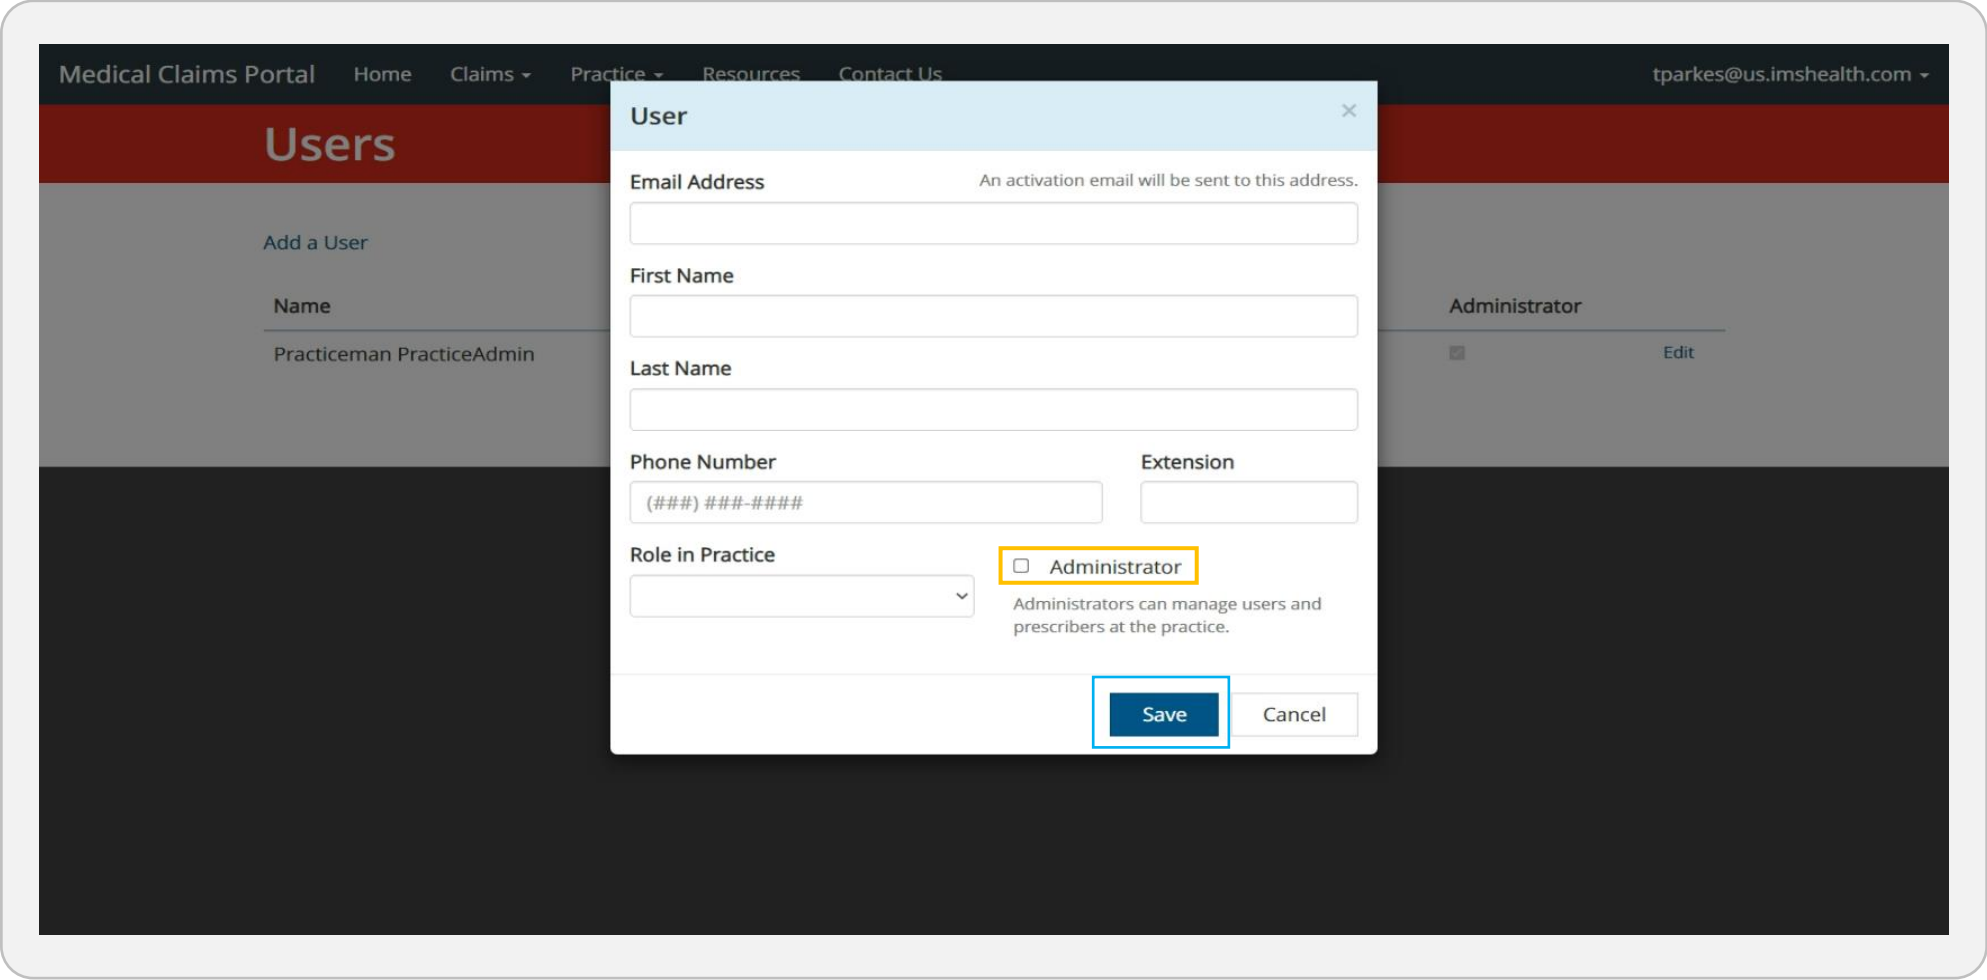 Medical Claims Portal Home Claims Practice Resources Contact Us tparkes@us.imshealth.com
Users
User ×
Email Address An activation email will be sent to this address.
Add a User
First Name
Name Administrator
Practiceman PracticeAdmin Edit
Last Name
Phone Number Extension
(###) ###-####
Role in Practice
Administrator
Administrators can manage users and
prescribers at the practice.
Save Cancel